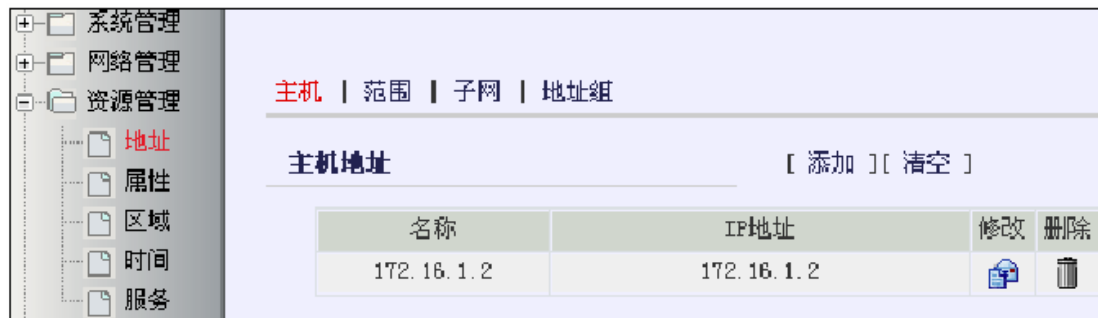 系统管理
网络管理
资源管理
地址
属性
区域
时间
服务
主机 | 范围 | 子网 | 地址组
主机地址 [ 添加 ][ 清空 ]
名称 IP地址 修改 删除
172.16.1.2 172.16.1.2